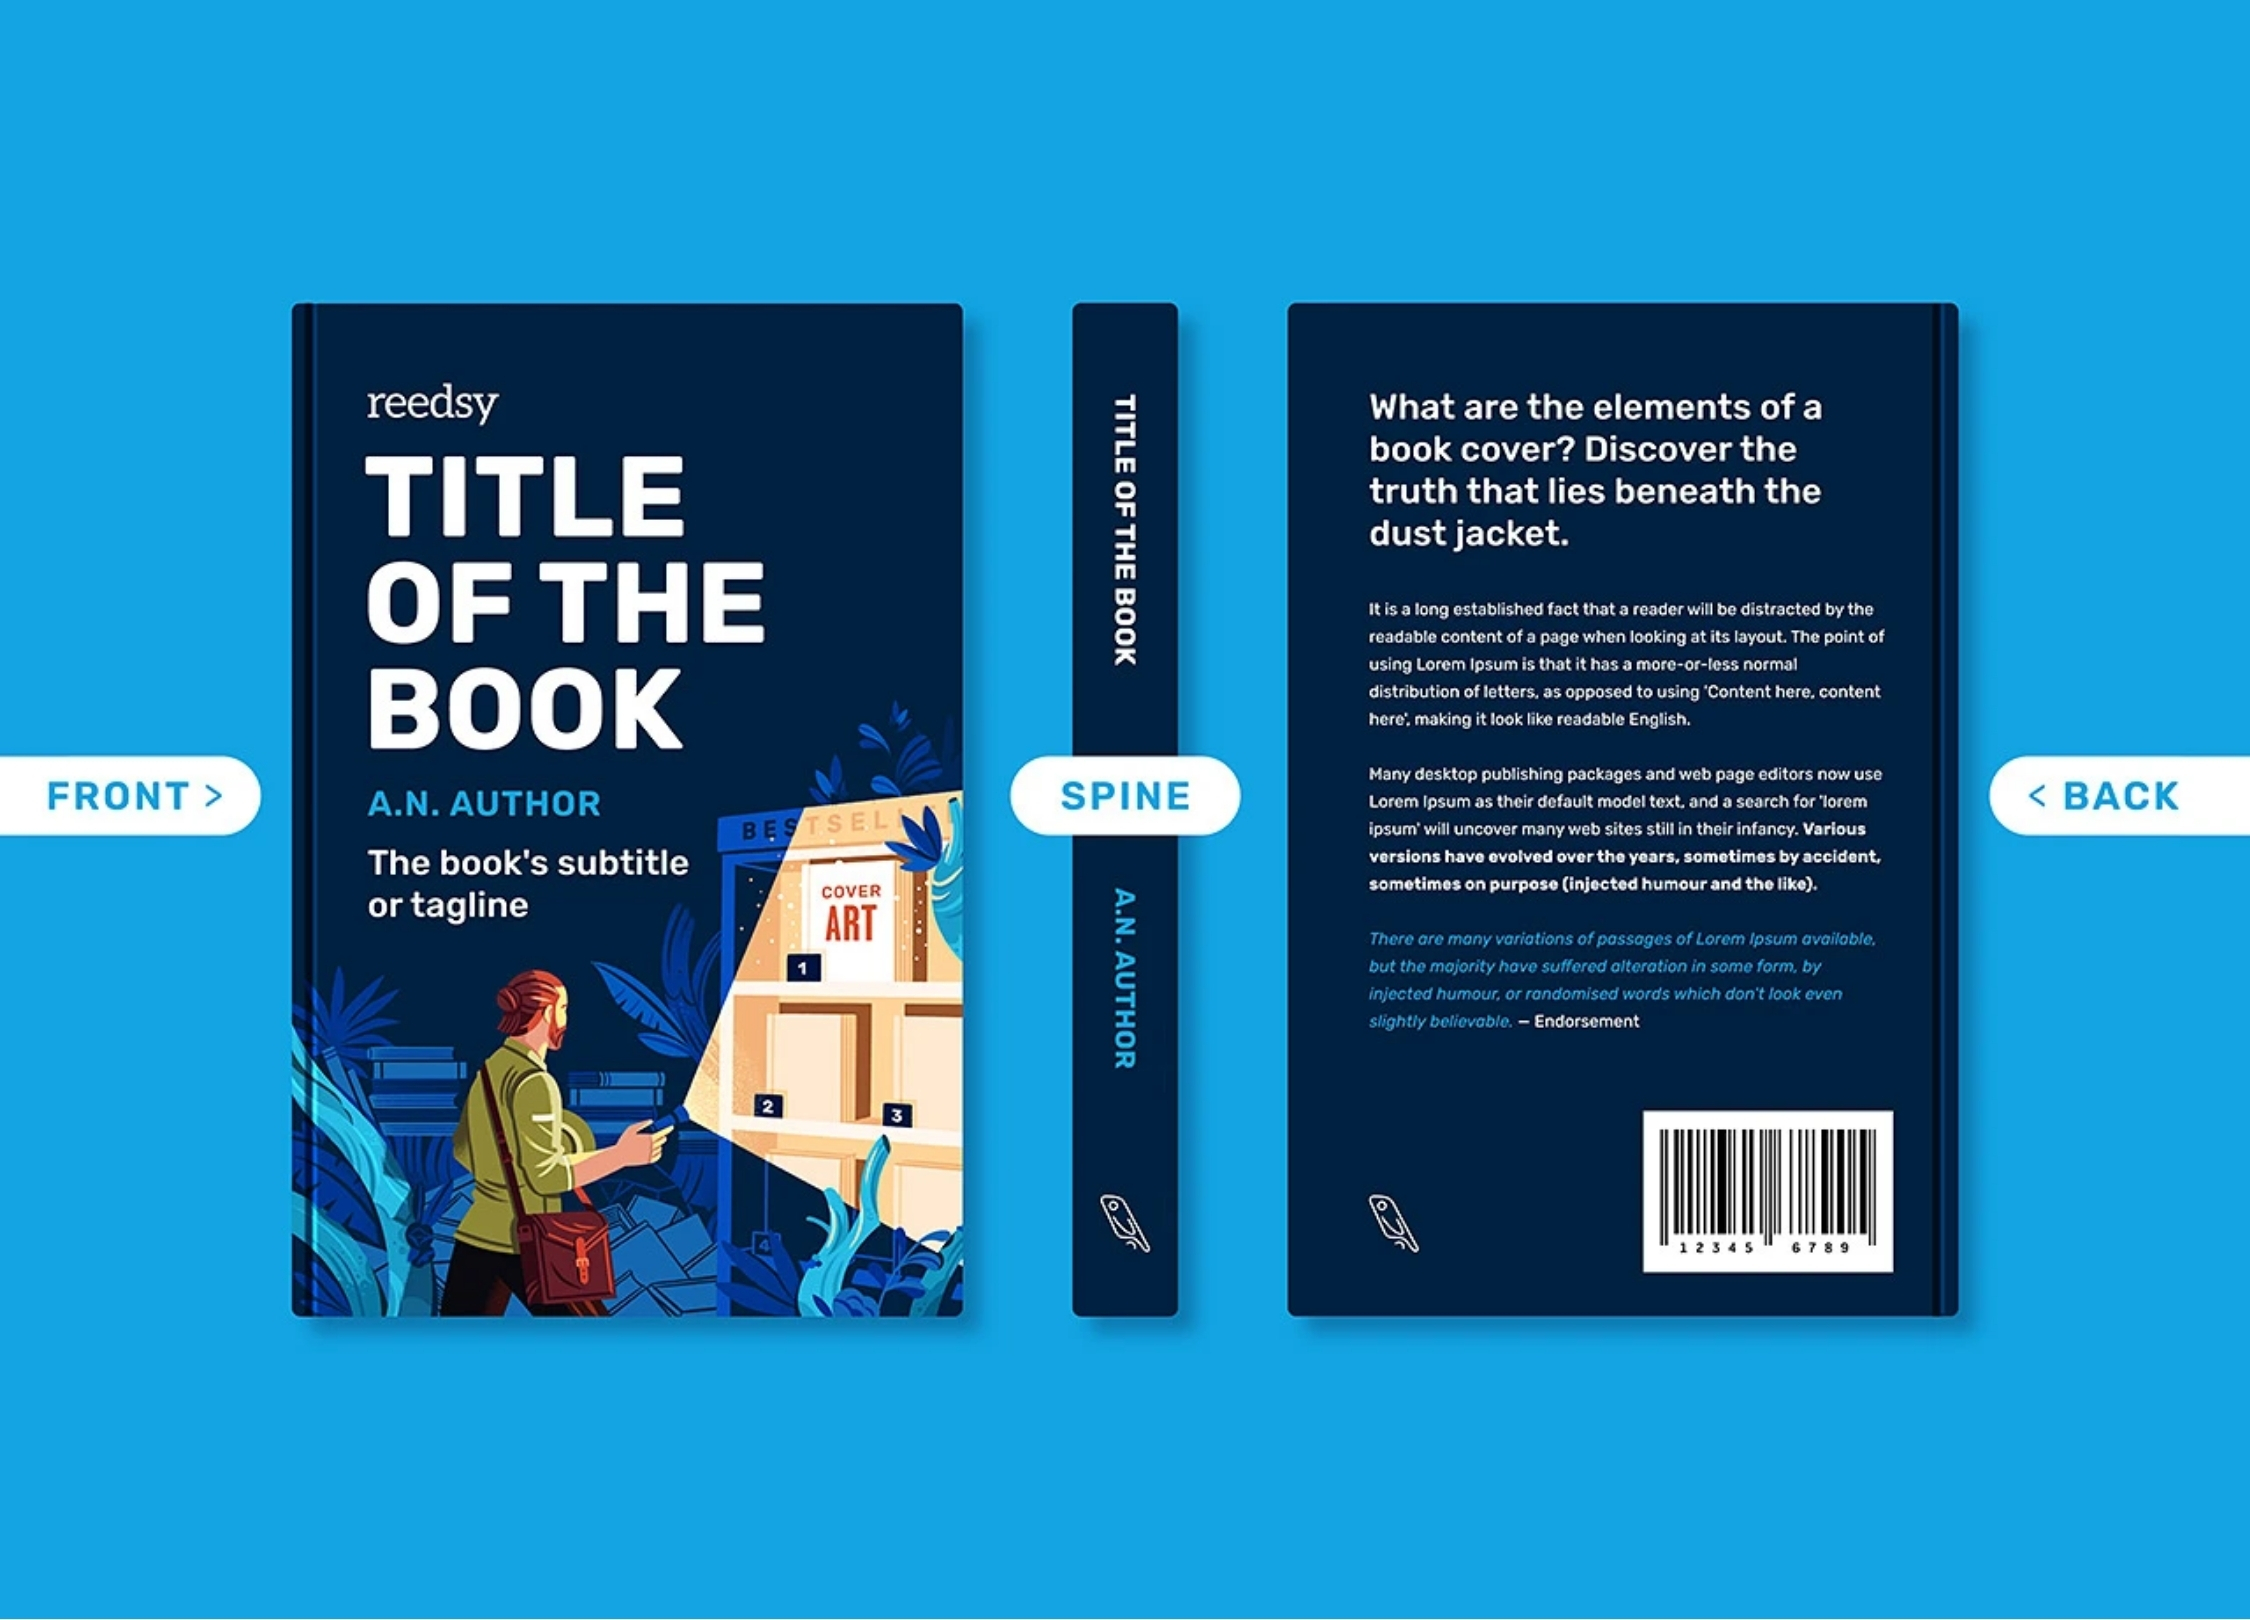 FRONT >
reedsy
TITLE
OF THE
BOOK
A.N. AUTHOR
The book's subtitle
or tagline
BESTSELL
COVER
ART
1
2
3
4
TITLE OF THE BOOK
SPINE
A.N. AUTHOR
What are the elements of a
book cover? Discover the
truth that lies beneath the
dust jacket.
It is a long established fact that a reader will be distracted by the
readable content of a page when looking at its layout. The point of
using Lorem Ipsum is that it has a more-or-less normal
distribution of letters, as opposed to using 'Content here, content
here', making it look like readable English.
Many desktop publishing packages and web page editors now use
Lorem Ipsum as their default model text, and a search for 'lorem
ipsum' will uncover many web sites still in their infancy. Various
versions have evolved over the years, sometimes by accident,
sometimes on purpose (injected humour and the like).
There are many variations of passages of Lorem Ipsum available,
but the majority have suffered alteration in some form, by
injected humour, or randomised words which don't look even
slightly believable. — Endorsement
12345 6789
< BACK